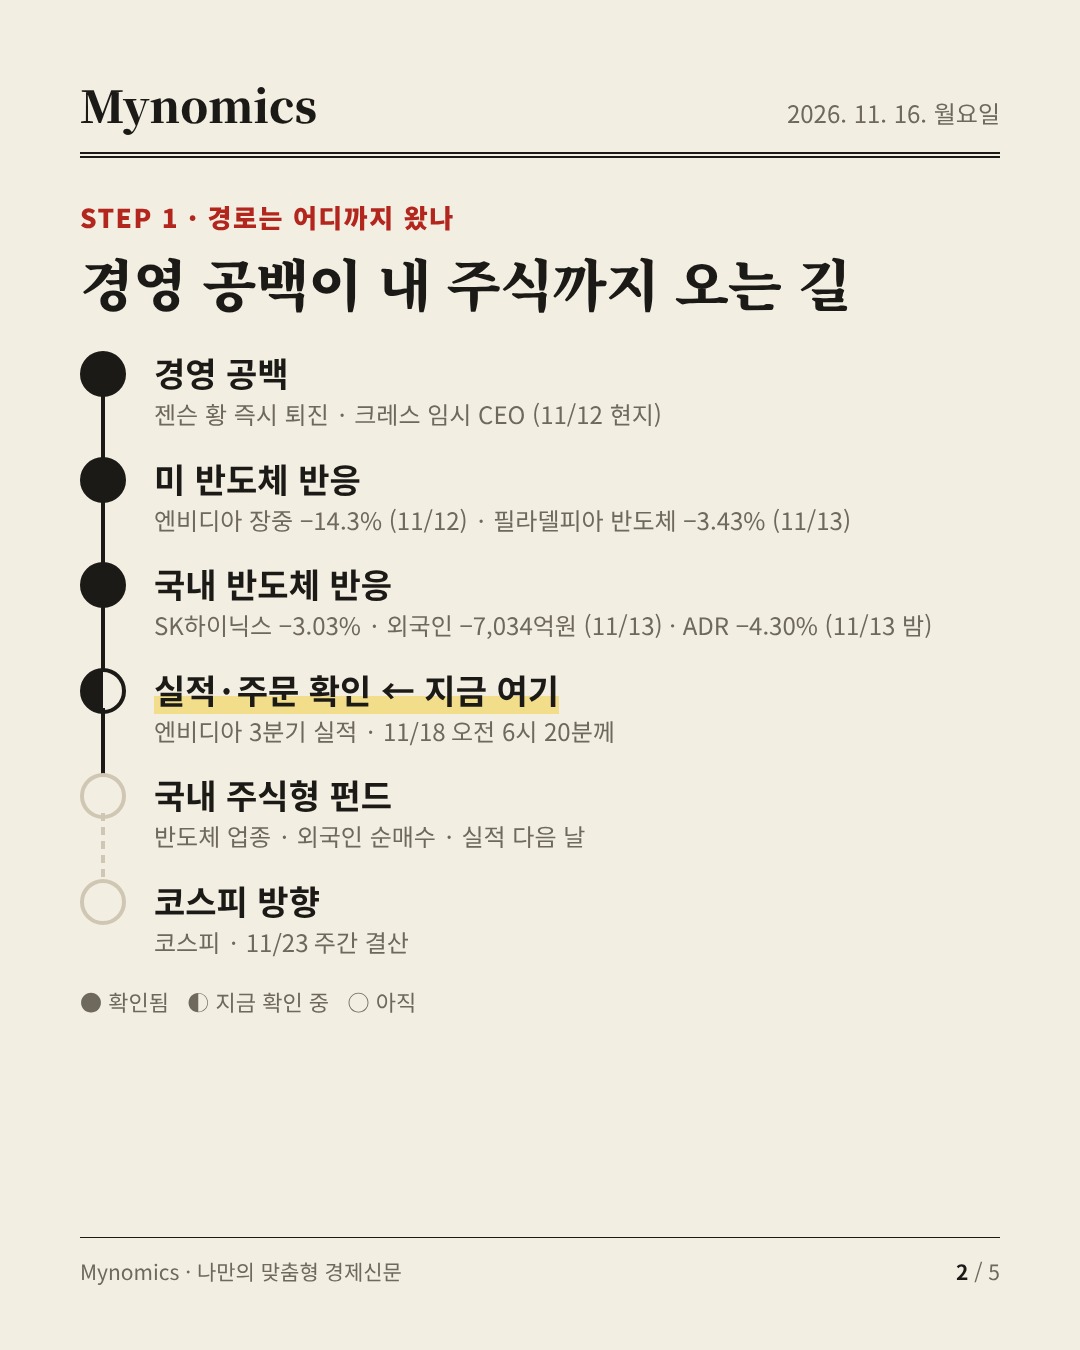 Mynomics
2026. 11. 16. 월요일
STEP 1 · 경로는 어디까지 왔나
경영 공백이 내 주식까지 오는 길
경영 공백
젠슨 황 즉시 퇴진 · 크레스 임시 CEO (11/12 현지)
미 반도체 반응
엔비디아 장중 −14.3% (11/12) · 필라델피아 반도체 −3.43% (11/13)
국내 반도체 반응
SK하이닉스 −3.03% · 외국인 −7,034억원 (11/13) · ADR −4.30% (11/13 밤)
실적·주문 확인 ← 지금 여기
엔비디아 3분기 실적 · 11/18 오전 6시 20분께
국내 주식형 펀드
반도체 업종 · 외국인 순매수 · 실적 다음 날
코스피 방향
코스피 · 11/23 주간 결산
● 확인됨 ◐ 지금 확인 중 ○ 아직
Mynomics · 나만의 맞춤형 경제신문
2 / 5